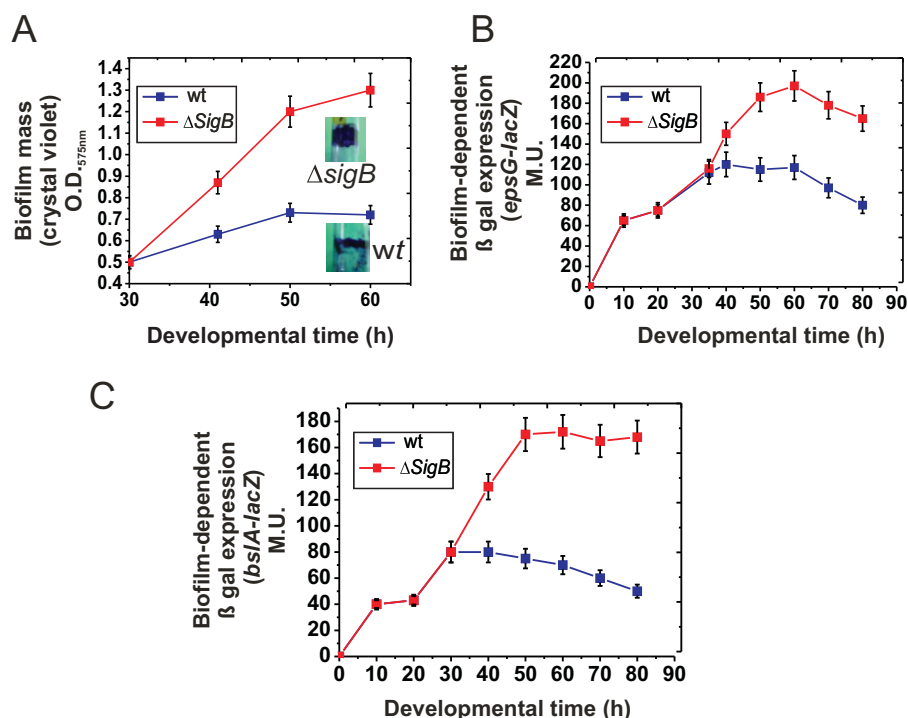 A
Biofilm mass
(crystal violet)
O.D.575nm
1.4
1.3
1.2
1.1
1.0
0.9
0.8
0.7
0.6
0.5
0.4
wt
ΔSigB
ΔsigB
wt
30 40 50 60
Developmental time (h)
B
Biofilm-dependent
ß gal expression
(epsG-lacZ)
M.U.
220
200
180
160
140
120
100
80
60
40
20
0
wt
ΔSigB
0 10 20 30 40 50 60 70 80 90
Developmental time (h)
C
Biofilm-dependent
ß gal expression
(bslA-lacZ)
M.U.
180
160
140
120
100
80
60
40
20
0
wt
ΔSigB
0 10 20 30 40 50 60 70 80 90
Developmental time (h)